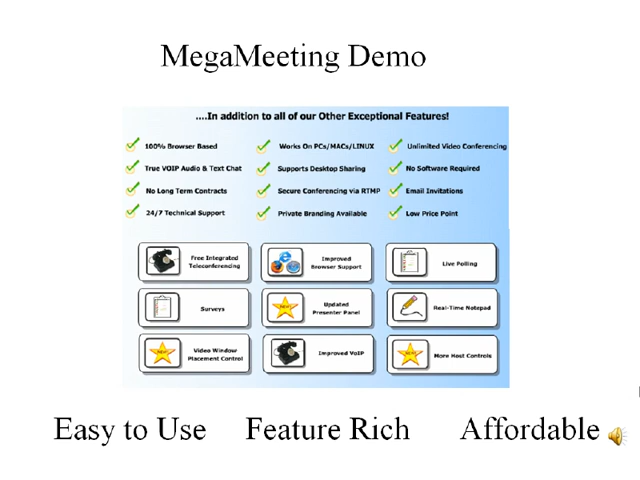 MegaMeeting Demo
....In addition to all of our Other Exceptional Features!
100% Browser Based
Works On PCs/MACs/LINUX
Unlimited Video Conferencing
True VOIP Audio & Text Chat
Supports Desktop Sharing
No Software Required
No Long Term Contracts
Secure Conferencing via RTMP
Email Invitations
24/7 Technical Support
Private Branding Available
Low Price Point
Free Integrated
Teleconferencing
Improved
Browser Support
Live Polling
Surveys
Updated
Presenter Panel
Real-Time Notepad
Video Window
Placement Control
Improved VoIP
More Host Controls
Easy to Use Feature Rich Affordable